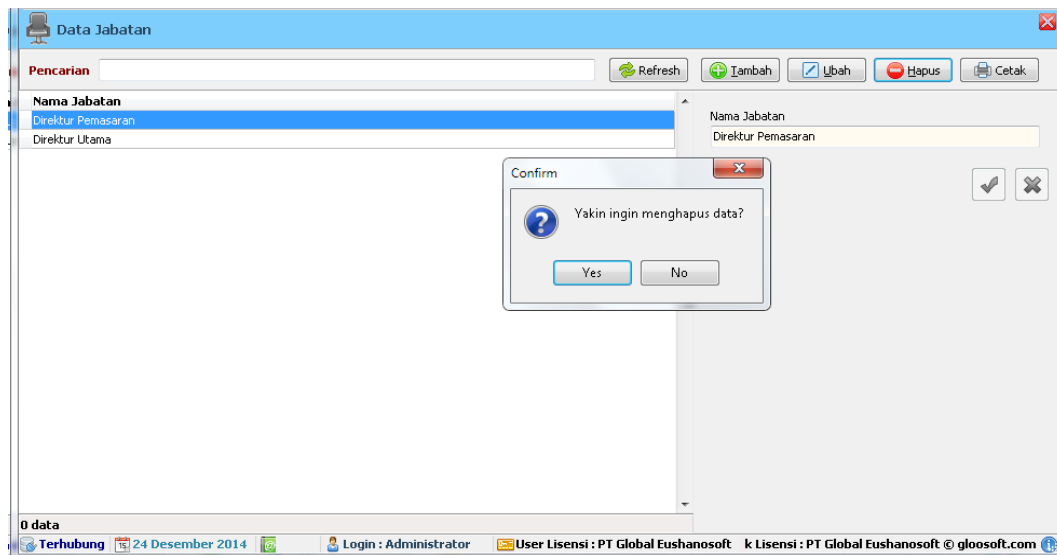 Data Jabatan
Pencarian Refresh Tambah Ubah Hapus Cetak
Nama Jabatan
Direktur Pemasaran
Direktur Utama
Nama Jabatan
Direktur Pemasaran
Confirm
Yakin ingin menghapus data?
Yes No
0 data
Terhubung 15 24 Desember 2014 Login : Administrator User Lisensi : PT Global Eushanosoft k Lisensi : PT Global Eushanosoft © gloosoft.com